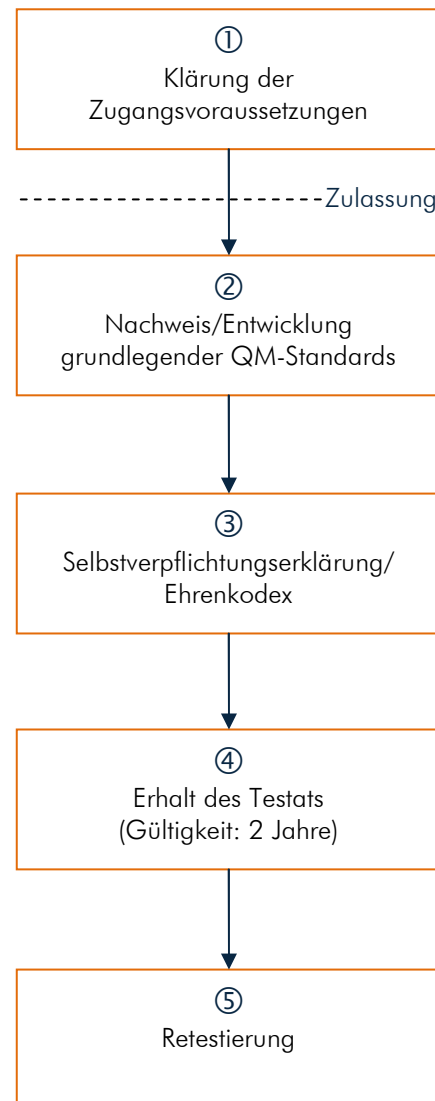 ①
Klärung der
Zugangsvoraussetzungen
Zulassung
②
Nachweis/Entwicklung
grundlegender QM-Standards
③
Selbstverpflichtungserklärung/
Ehrenkodex
④
Erhalt des Testats
(Gültigkeit: 2 Jahre)
⑤
Retestierung